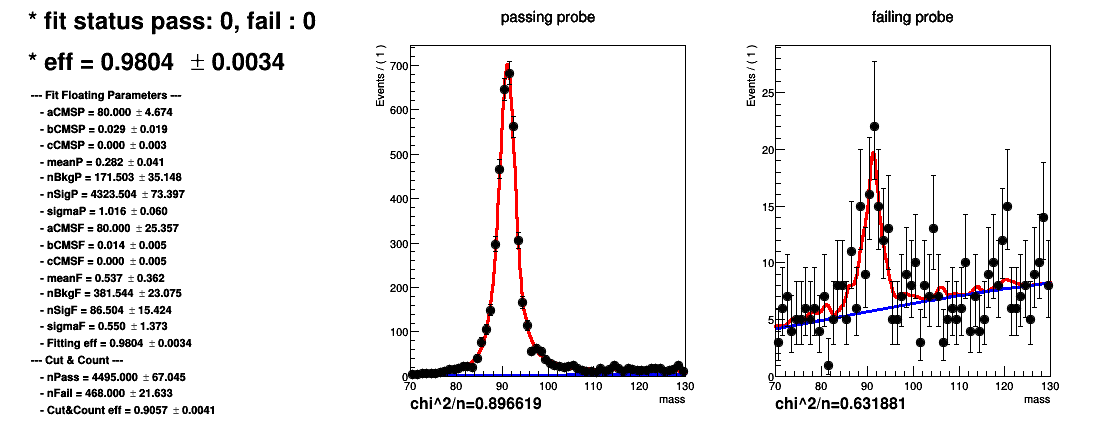 * fit status pass: 0, fail : 0
* eff = 0.9804 ± 0.0034
--- Fit Floating Parameters ---
- aCMSP = 80.000 ± 4.674
- bCMSP = 0.029 ± 0.019
- cCMSP = 0.000 ± 0.003
- meanP = 0.282 ± 0.041
- nBkgP = 171.503 ± 35.148
- nSigP = 4323.504 ± 73.397
- sigmaP = 1.016 ± 0.060
- aCMSF = 80.000 ± 25.357
- bCMSF = 0.014 ± 0.005
- cCMSF = 0.000 ± 0.005
- meanF = 0.537 ± 0.362
- nBkgF = 381.544 ± 23.075
- nSigF = 86.504 ± 15.424
- sigmaF = 0.550 ± 1.373
- Fitting eff = 0.9804 ± 0.0034
--- Cut & Count ---
- nPass = 4495.000 ± 67.045
- nFail = 468.000 ± 21.633
- Cut&Count eff = 0.9057 ± 0.0041
passing probe
Events / ( 1 )
700
600
500
400
300
200
100
0
70 80 90 100 110 120 130
mass
chi^2/n=0.896619
failing probe
Events / ( 1 )
25
20
15
10
5
0
70 80 90 100 110 120 130
mass
chi^2/n=0.631881